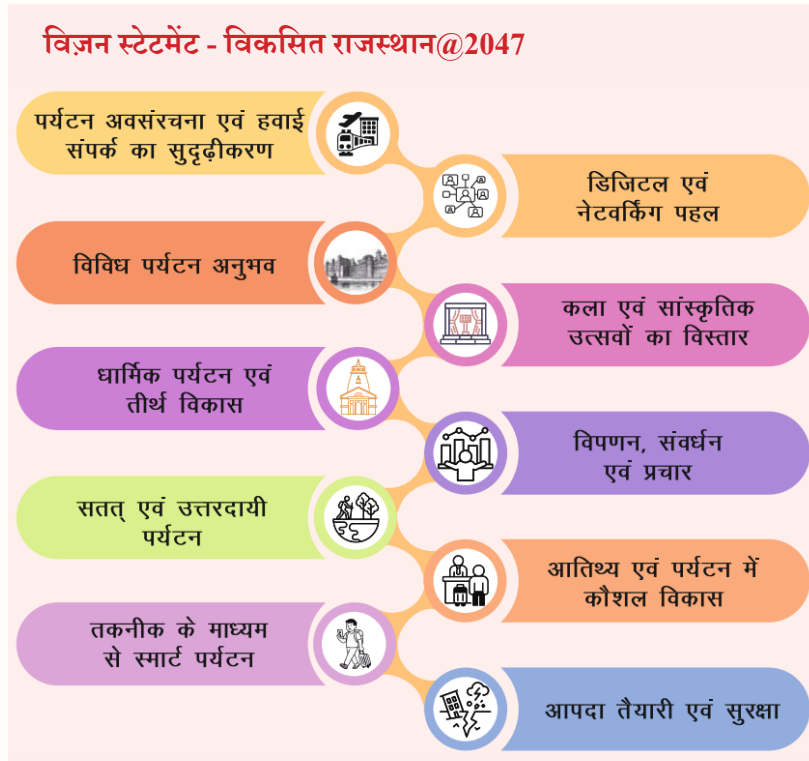 विज़न स्टेटमेंट - विकसित राजस्थान@2047
पर्यटन अवसंरचना एवं हवाई
संपर्क का सुदृढ़ीकरण
डिजिटल एवं
नेटवर्किंग पहल
विविध पर्यटन अनुभव
कला एवं सांस्कृतिक
उत्सवों का विस्तार
धार्मिक पर्यटन एवं
तीर्थ विकास
विपणन, संवर्धन
एवं प्रचार
सतत् एवं उत्तरदायी
पर्यटन
आतिथ्य एवं पर्यटन में
कौशल विकास
तकनीक के माध्यम
से स्मार्ट पर्यटन
आपदा तैयारी एवं सुरक्षा